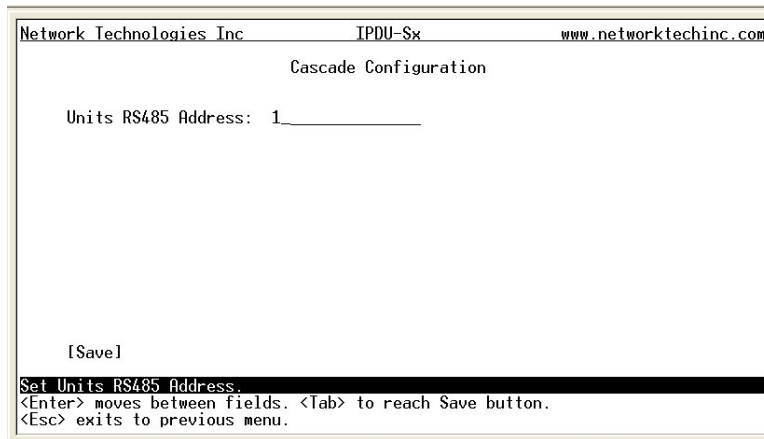 Network Technologies Inc IPDU-Sx www.networktechinc.com
Cascade Configuration
Units RS485 Address: 1_
[Save]
Set Units RS485 Address.
<Enter> moves between fields. <Tab> to reach Save button.
<Esc> exits to previous menu.